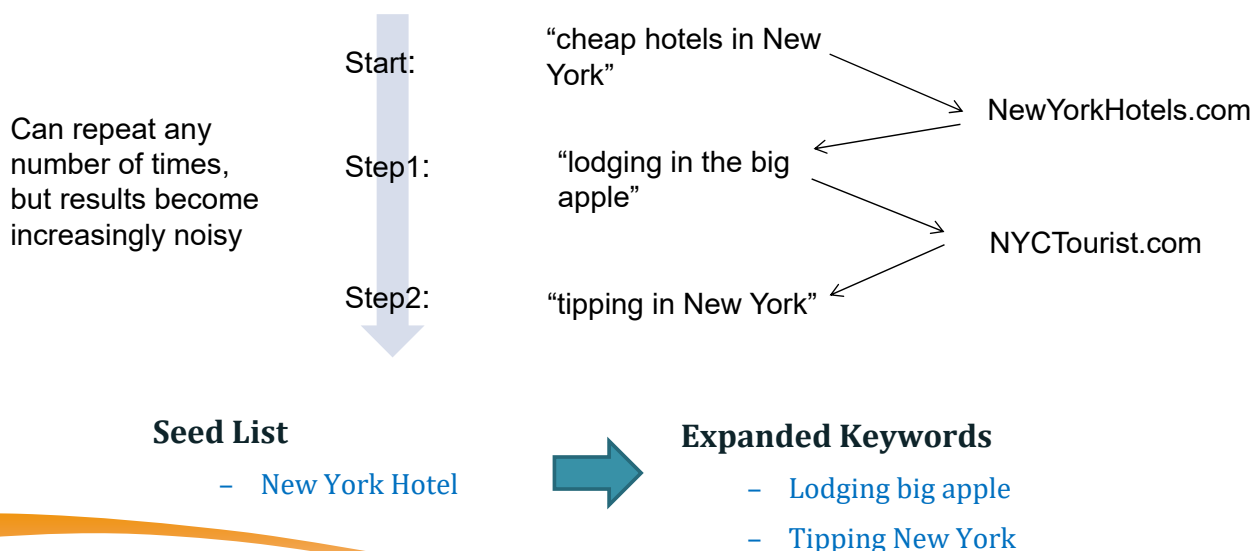 Start:
“cheap hotels in New
York”
NewYorkHotels.com
Can repeat any
number of times,
but results become
increasingly noisy
Step1:
“lodging in the big
apple”
NYCTourist.com
Step2:
“tipping in New York”
Seed List
– New York Hotel
Expanded Keywords
– Lodging big apple
– Tipping New York